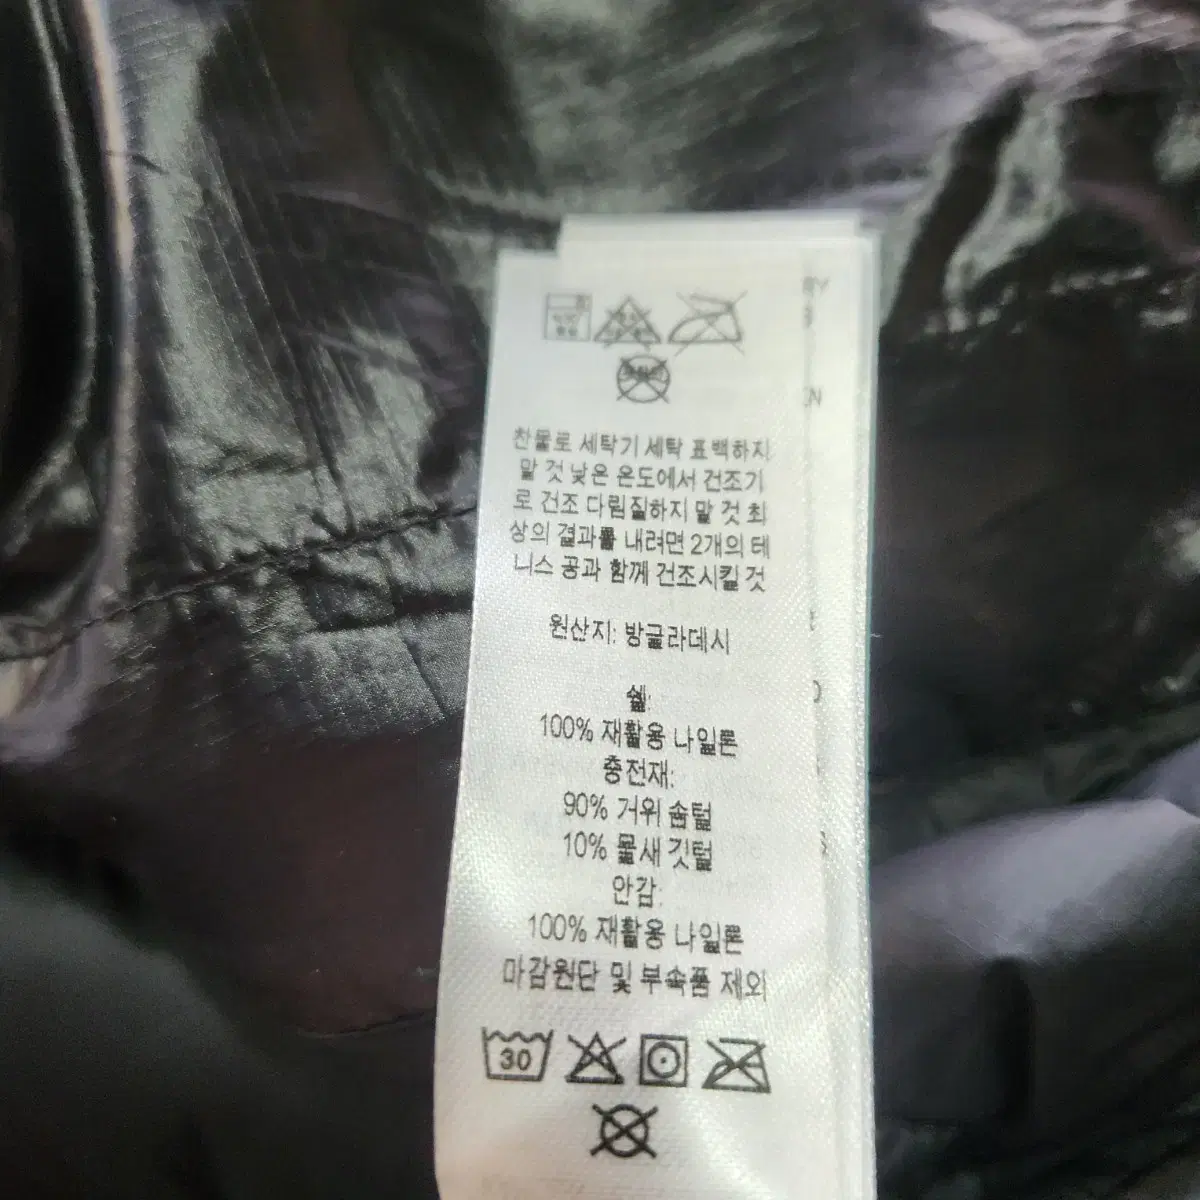 찬물로 세탁기 세탁 표백하지
말 것 낮은 온도에서 건조기
로 건조 다림질하지 말 것 최
상의 결과를 내려면 2개의 테
니스 공과 함께 건조시킬 것
원산지: 방글라데시
쉘:
100% 재활용 나일론
충전재:
90% 거위 솜털
10% 물새 깃털
안감:
100% 재활용 나일론
마감원단 및 부속품 제외
30